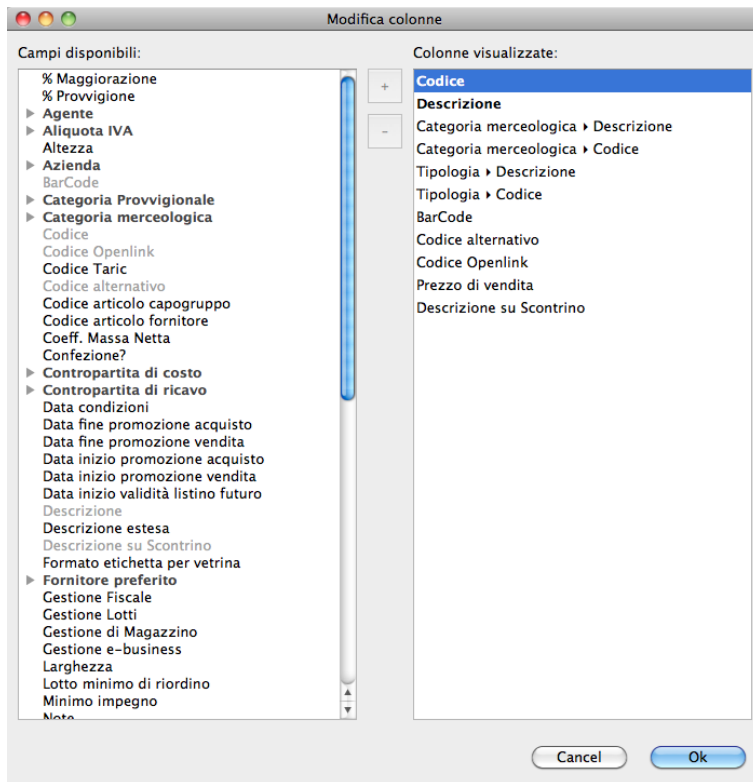 Modifica colonne
Campi disponibili:
% Maggiorazione
% Provvigione
Agente
Aliquota IVA
Altezza
Azienda
BarCode
Categoria Provvigionale
Categoria merceologica
Codice
Codice Openlink
Codice Taric
Codice alternativo
Codice articolo capogruppo
Codice articolo fornitore
Coeff. Massa Netta
Confezione?
Contropartita di costo
Contropartita di ricavo
Data condizioni
Data fine promozione acquisto
Data fine promozione vendita
Data inizio promozione acquisto
Data inizio promozione vendita
Data inizio validità listino futuro
Descrizione
Descrizione estesa
Descrizione su Scontrino
Formato etichetta per vetrina
Fornitore preferito
Gestione Fiscale
Gestione Lotti
Gestione di Magazzino
Gestione e-business
Larghezza
Lotto minimo di riordino
Minimo impegno
Note
+
-
Colonne visualizzate:
Codice
Descrizione
Categoria merceologica ▸ Descrizione
Categoria merceologica ▸ Codice
Tipologia ▸ Descrizione
Tipologia ▸ Codice
BarCode
Codice alternativo
Codice Openlink
Prezzo di vendita
Descrizione su Scontrino
Cancel
Ok